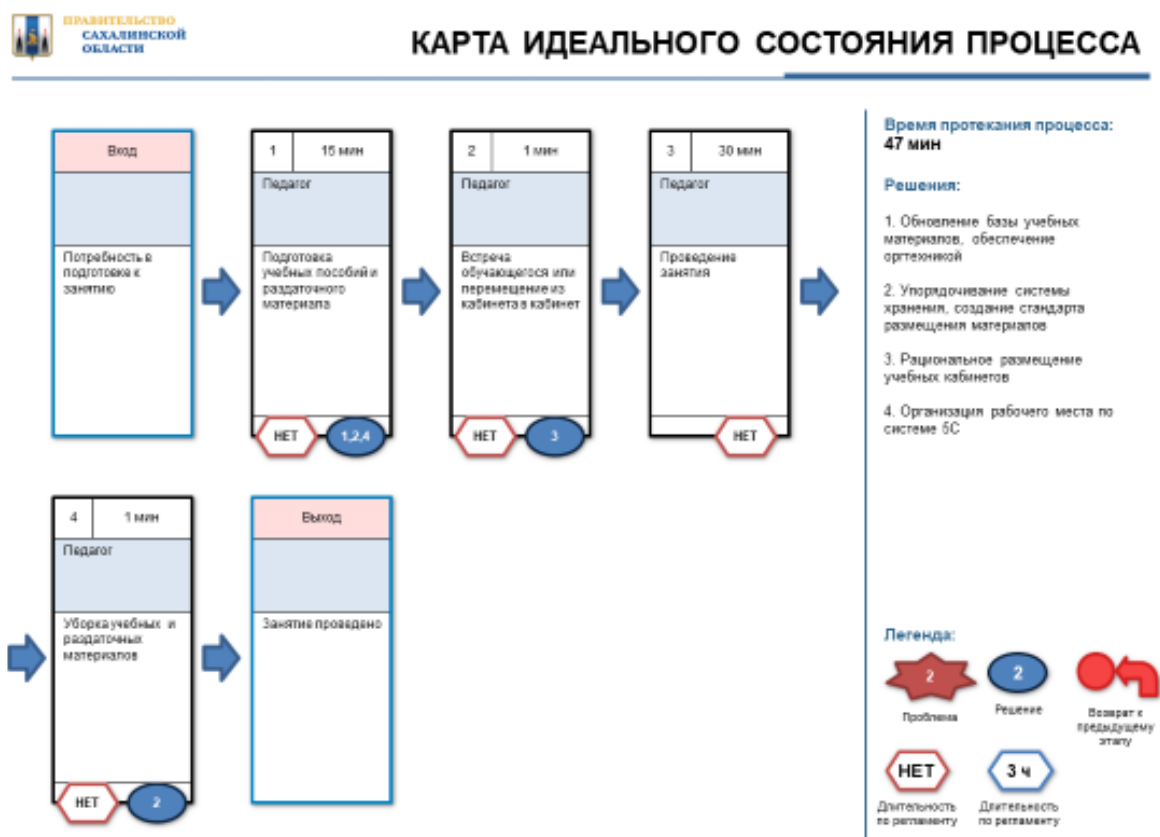 ПРАВИТЕЛЬСТВО
САХАЛИНСКОЙ
ОБЛАСТИ
КАРТА ИДЕАЛЬНОГО СОСТОЯНИЯ ПРОЦЕССА
Вход
Потребность в
подготовке к
занятию
1
15 мин
Педагог
Подготовка
учебных пособий и
раздаточного
материала
НЕТ
1,2,4
2
1 мин
Педагог
Встреча
обучающегося или
перемещение из
кабинета в кабинет
НЕТ
3
3
30 мин
Педагог
Проведение
занятия
НЕТ
4
1 мин
Педагог
Уборка учебных и
раздаточных
материалов
НЕТ
2
Выход
Занятие проведено
Время протекания процесса:
47 мин
Решения:
1. Обновление базы учебных
материалов, обеспечение
оргтехникой
2. Упорядочивание системы
хранения, создание стандарта
размещения материалов
3. Рациональное размещение
учебных кабинетов
4. Организация рабочего места по
системе 5С
Легенда:
2
Проблема
2
Решение
Возврат к
предыдущему
этапу
НЕТ
Длительность
по регламенту
3 ч
Длительность
по регламенту